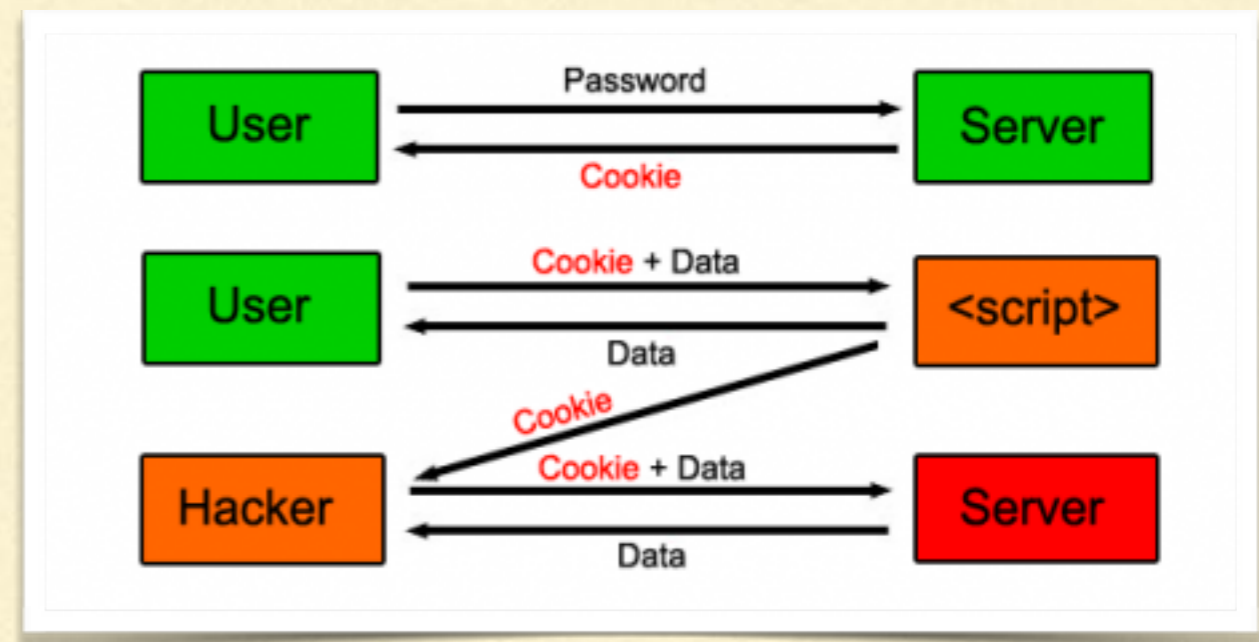 Password
User
Server
Cookie
Cookie + Data
User
<script>
Data
Cookie
Cookie + Data
Hacker
Server
Data